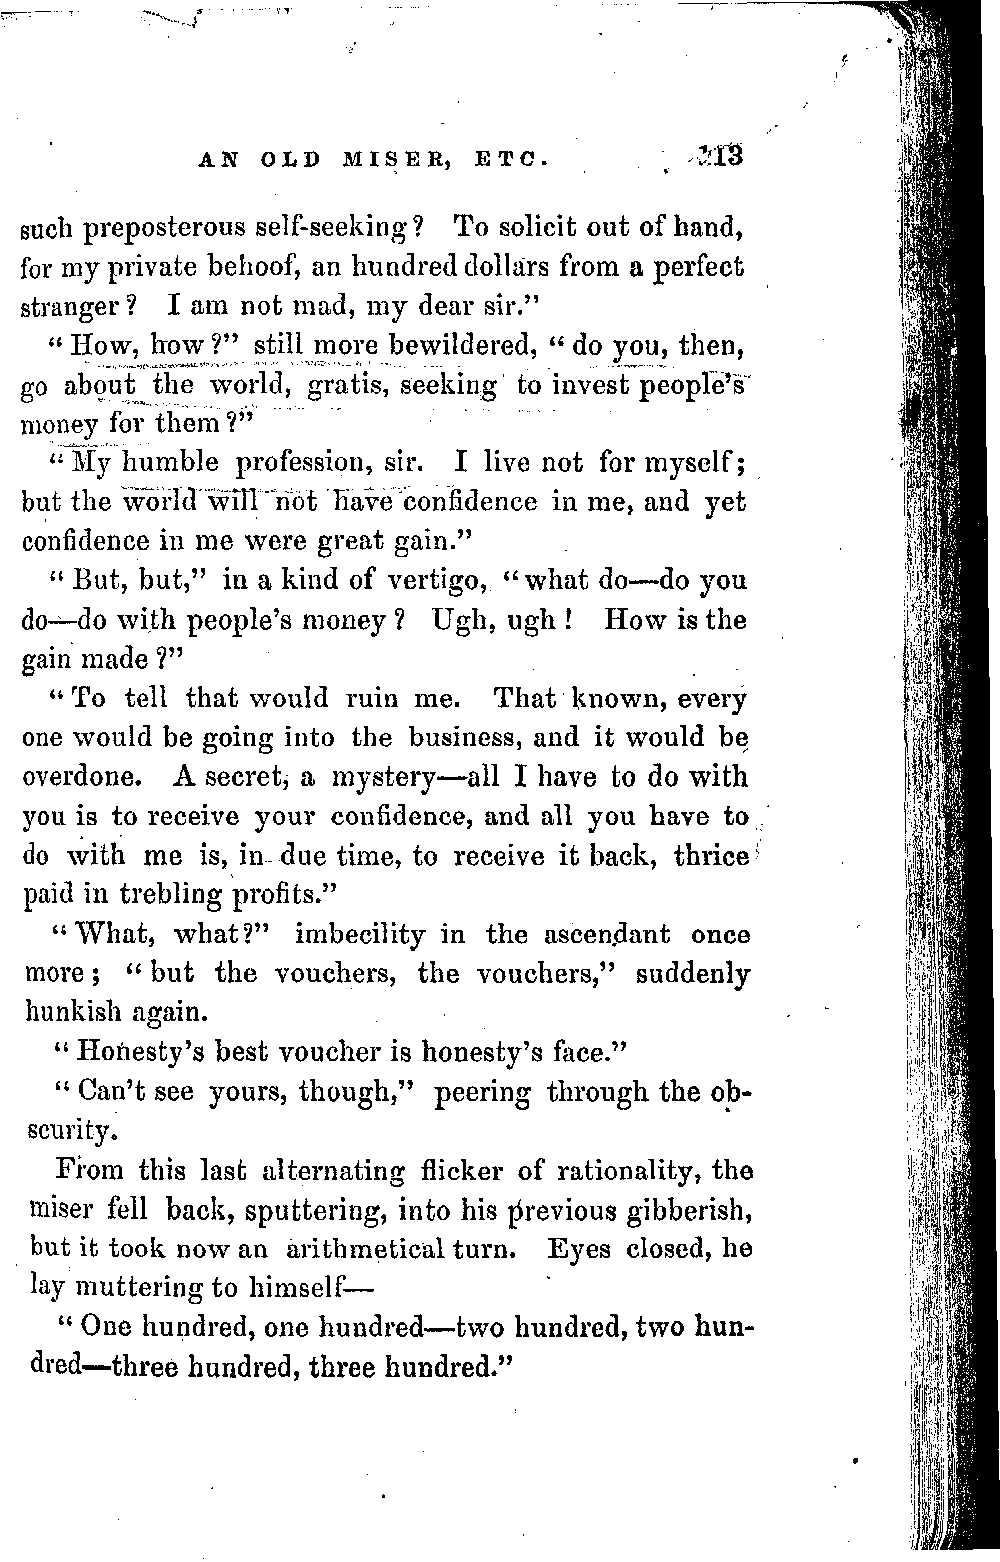 AN OLD MISER, ETC. 113
such preposterous self-seeking? To solicit out of hand,
for my private behoof, an hundred dollars from a perfect
stranger? I am not mad, my dear sir."
"How, how?" still more bewildered, "do you, then,
go about the world, gratis, seeking to invest people's
money for them?"
"My humble profession, sir. I live not for myself;
but the world will not have confidence in me, and yet
confidence in me were great gain."
"But, but," in a kind of vertigo, "what do—do you
do—do with people's money? Ugh, ugh! How is the
gain made?"
"To tell that would ruin me. That known, every
one would be going into the business, and it would be
overdone. A secret, a mystery—all I have to do with
you is to receive your confidence, and all you have to
do with me is, in due time, to receive it back, thrice
paid in trebling profits."
"What, what?" imbecility in the ascendant once
more; "but the vouchers, the vouchers," suddenly
hunkish again.
"Honesty's best voucher is honesty's face."
"Can't see yours, though," peering through the ob-
scurity.
From this last alternating flicker of rationality, the
miser fell back, sputtering, into his previous gibberish,
but it took now an arithmetical turn. Eyes closed, he
lay muttering to himself—
"One hundred, one hundred—two hundred, two hun-
dred—three hundred, three hundred."